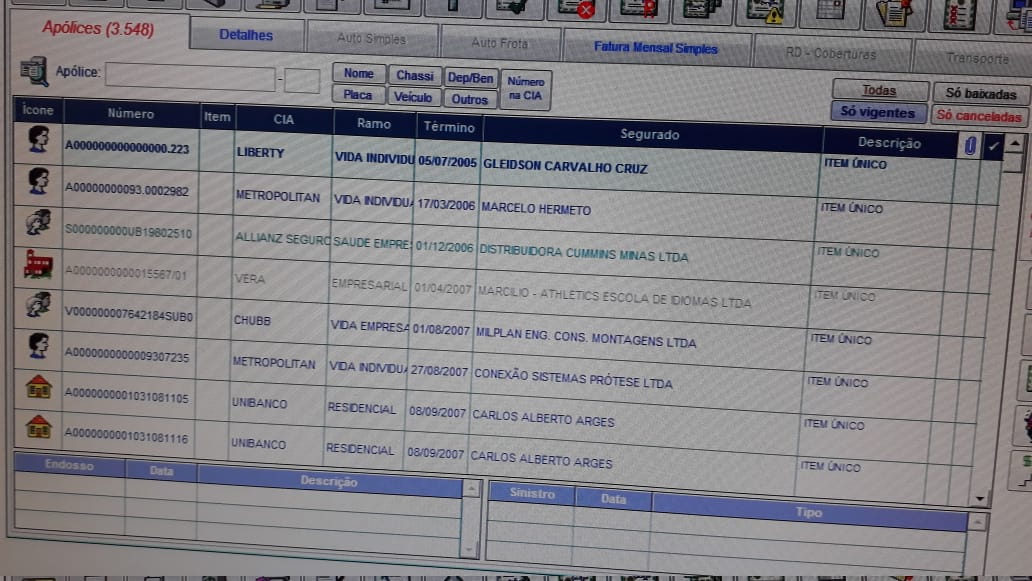 Apólices (3.548) Detalhes Auto Simples Auto Frota Fatura Mensal Simples RD - Coberturas Transporte
Apólice: - Nome Chassi Dep/Ben Número na CIA Todas Só baixadas
Placa Veículo Outros Só vigentes Só canceladas
Ícone Número Item CIA Ramo Término Segurado Descrição
A000000000000000.223 LIBERTY VIDA INDIVIDU 05/07/2005 GLEIDSON CARVALHO CRUZ ITEM ÚNICO
A00000000093.0002982 METROPOLITAN VIDA INDIVIDUA 17/03/2006 MARCELO HERMETO ITEM ÚNICO
S000000000UB19802510 ALLIANZ SEGURO SAUDE EMPRE 01/12/2006 DISTRIBUIDORA CUMMINS MINAS LTDA ITEM ÚNICO
A0000000000015567/01 VERA EMPRESARIAL 01/04/2007 MARCILIO - ATHLETICS ESCOLA DE IDIOMAS LTDA ITEM ÚNICO
V000000007642184SUB0 CHUBB VIDA EMPRESA 01/08/2007 MILPLAN ENG. CONS. MONTAGENS LTDA ITEM ÚNICO
A0000000000009307235 METROPOLITAN VIDA INDIVIDUA 27/08/2007 CONEXÃO SISTEMAS PRÓTESE LTDA ITEM ÚNICO
A0000000001031081105 UNIBANCO RESIDENCIAL 08/09/2007 CARLOS ALBERTO ARGES ITEM ÚNICO
A0000000001031081116 UNIBANCO RESIDENCIAL 08/09/2007 CARLOS ALBERTO ARGES ITEM ÚNICO
Endosso Data Descrição Sinistro Data Tipo